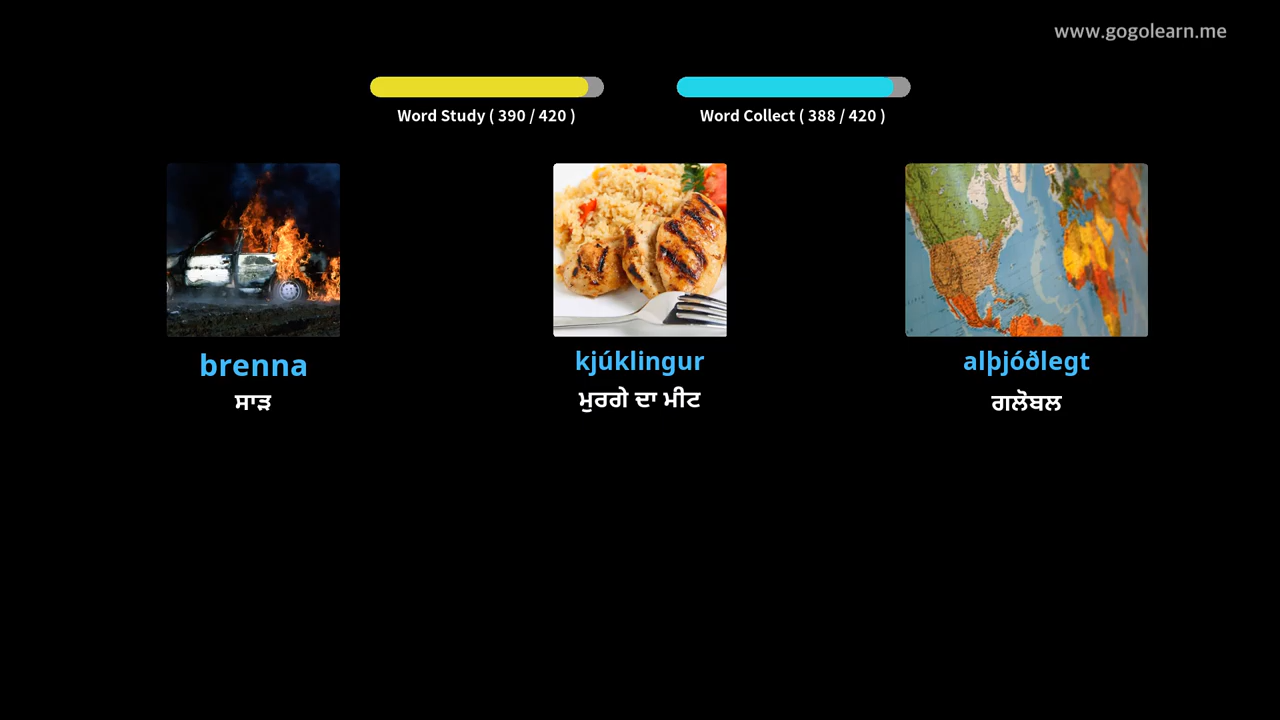 www.gogolearn.me
Word Study ( 390 / 420 )
Word Collect ( 388 / 420 )
brenna
ਸਾੜ
kjúklingur
ਮੁਰਗੇ ਦਾ ਮੀਟ
alþjóðlegt
ਗਲੋਬਲ